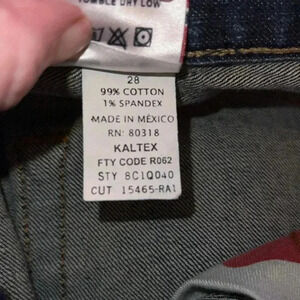 TUMBLE DRY LOW
28
99% COTTON
1% SPANDEX
MADE IN MÉXICO
RN: 80318
KALTEX
FTY CODE R062
STY 8C1Q040
CUT 15465-RA1